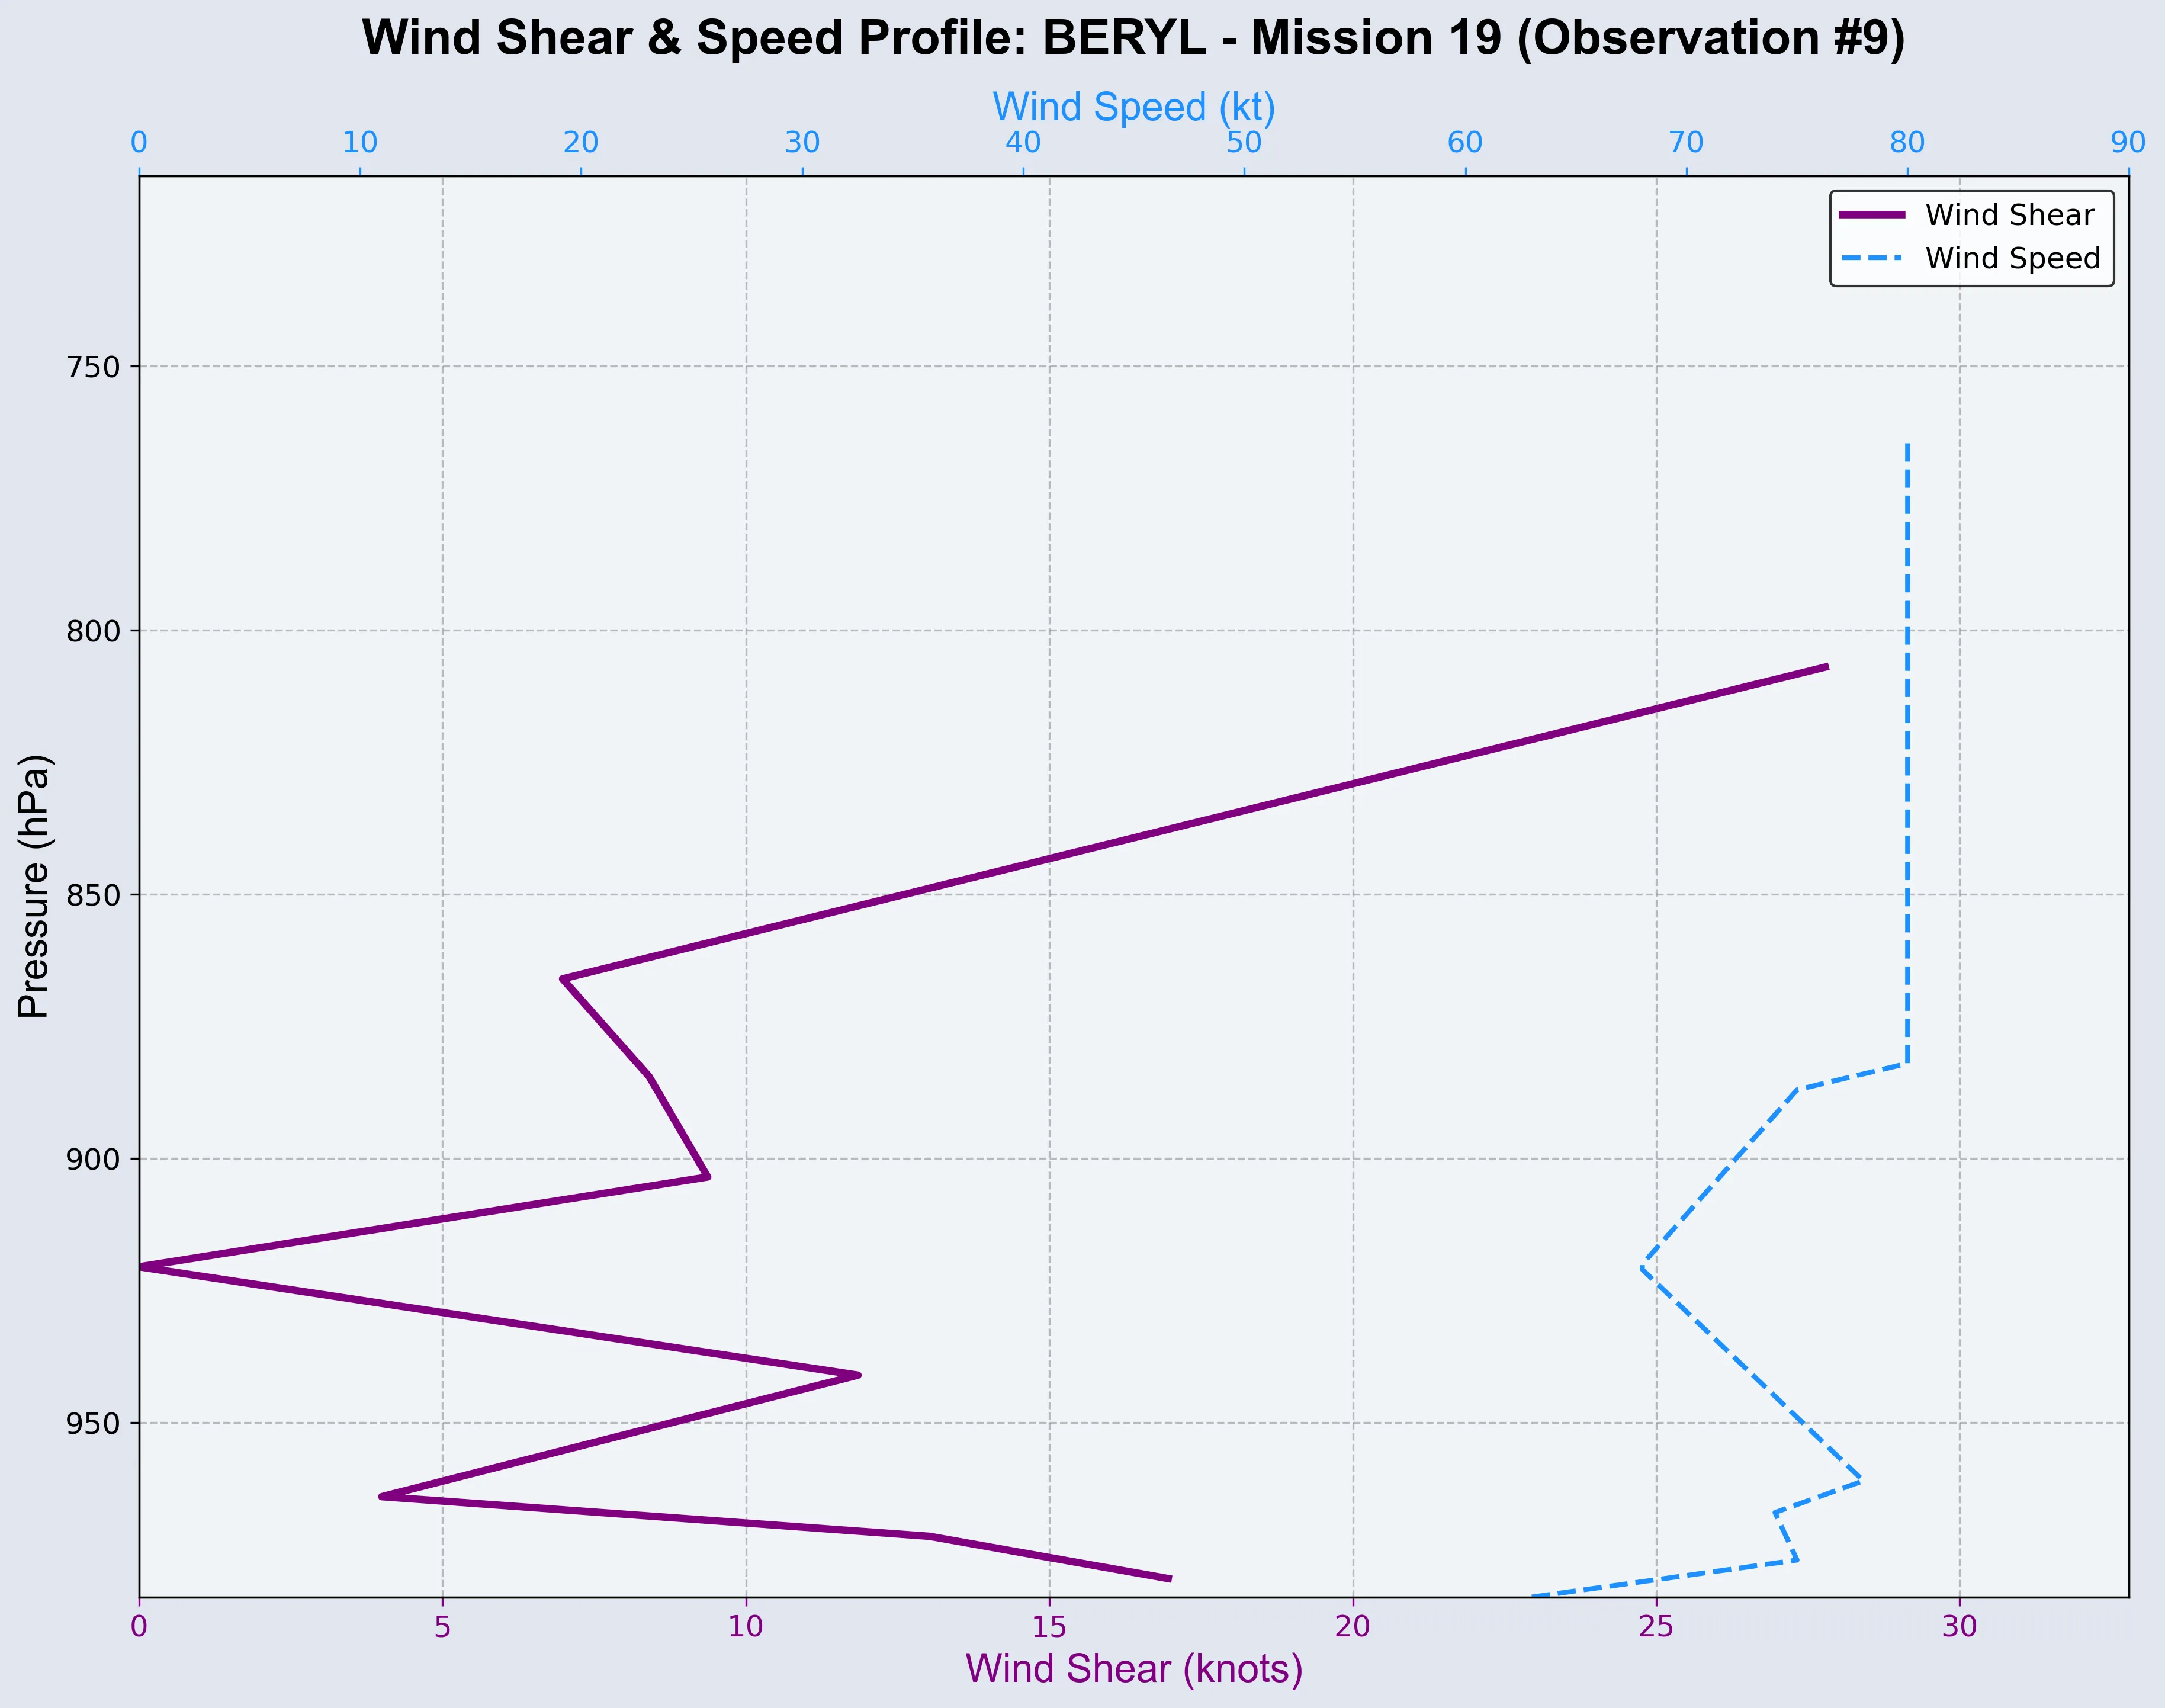 Wind Shear & Speed Profile: BERYL - Mission 19 (Observation #9)
Wind Speed (kt)
0 10 20 30 40 50 60 70 80 90
Wind Shear
Wind Speed
750
800
850
900
950
Pressure (hPa)
0 5 10 15 20 25 30
Wind Shear (knots)